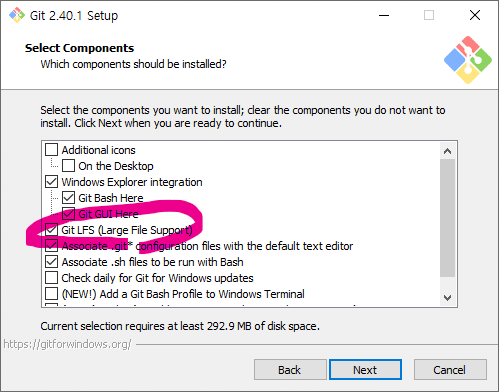 Git 2.40.1 Setup
Select Components
Which components should be installed?
Select the components you want to install; clear the components you do not want to
install. Click Next when you are ready to continue.
Additional icons
On the Desktop
Windows Explorer integration
Git Bash Here
Git GUI Here
Git LFS (Large File Support)
Associate .git* configuration files with the default text editor
Associate .sh files to be run with Bash
Check daily for Git for Windows updates
(NEW!) Add a Git Bash Profile to Windows Terminal
Current selection requires at least 292.9 MB of disk space.
https://gitforwindows.org/
Back
Next
Cancel